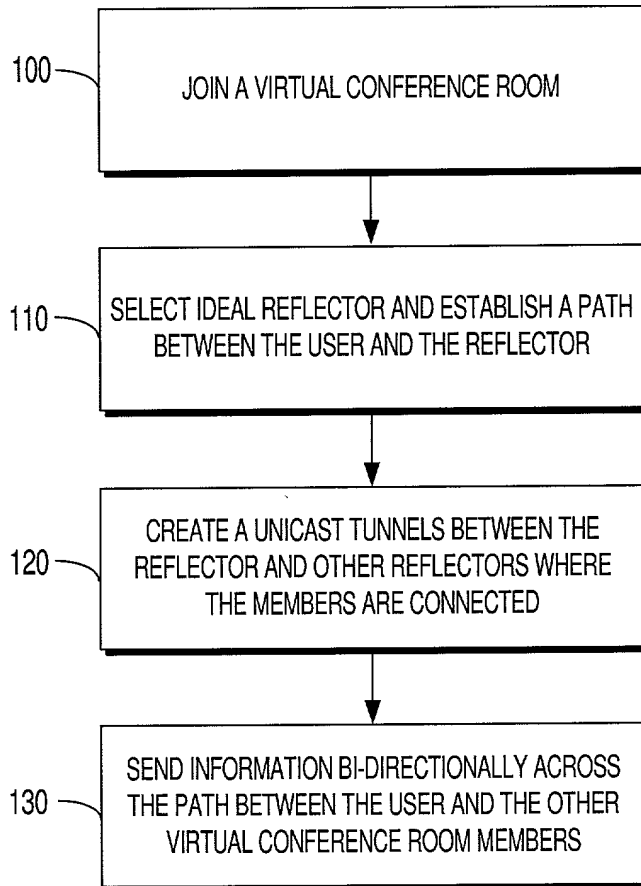 100
JOIN A VIRTUAL CONFERENCE ROOM
110
SELECT IDEAL REFLECTOR AND ESTABLISH A PATH
BETWEEN THE USER AND THE REFLECTOR
120
CREATE A UNICAST TUNNELS BETWEEN THE
REFLECTOR AND OTHER REFLECTORS WHERE
THE MEMBERS ARE CONNECTED
130
SEND INFORMATION BI-DIRECTIONALLY ACROSS
THE PATH BETWEEN THE USER AND THE OTHER
VIRTUAL CONFERENCE ROOM MEMBERS